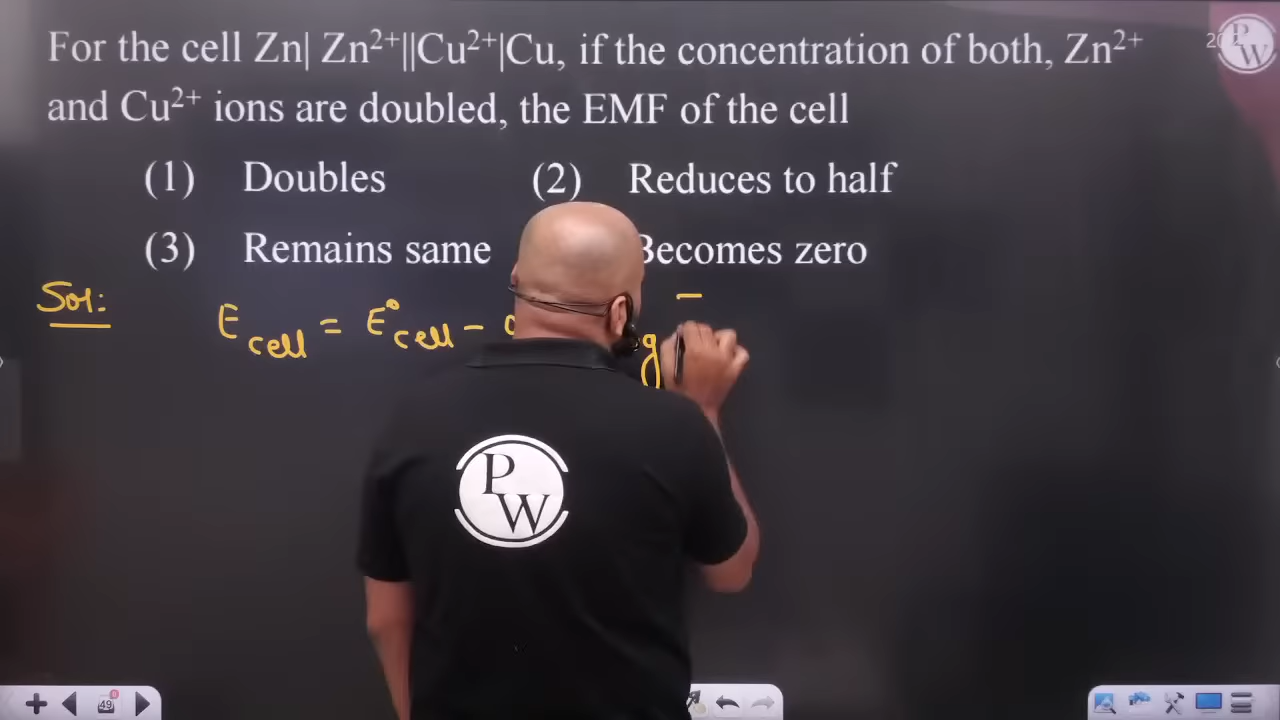 For the cell Zn| Zn²⁺||Cu²⁺|Cu, if the concentration of both, Zn²⁺
and Cu²⁺ ions are doubled, the EMF of the cell
(1) Doubles (2) Reduces to half
(3) Remains same Becomes zero
Sol:
E cell = E° cell –
PW
PW
49